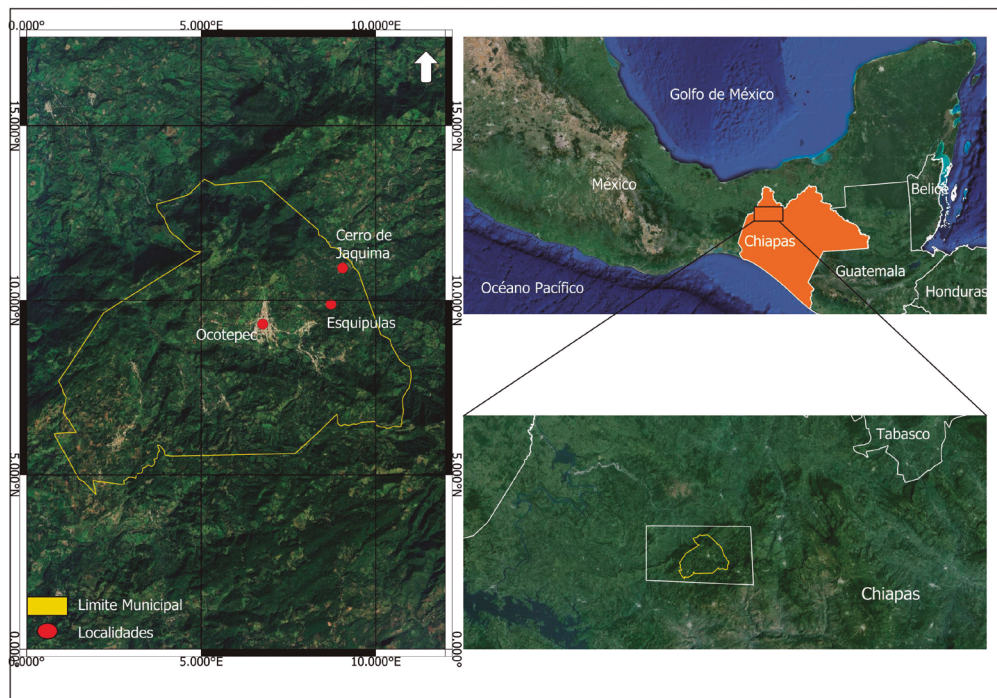 0.000°
5.000°E
10.000°E
15.000°N
15.000°N
Cerro de
Jaquima
10.000°N
10.000°N
Esquipulas
Ocotepec
5.000°N
5.000°N
Limite Municipal
Localidades
0.000°
0.000°
0.000°
5.000°E
10.000°E
Golfo de México
México
Belice
Chiapas
Guatemala
Océano Pacífico
Honduras
Tabasco
Chiapas